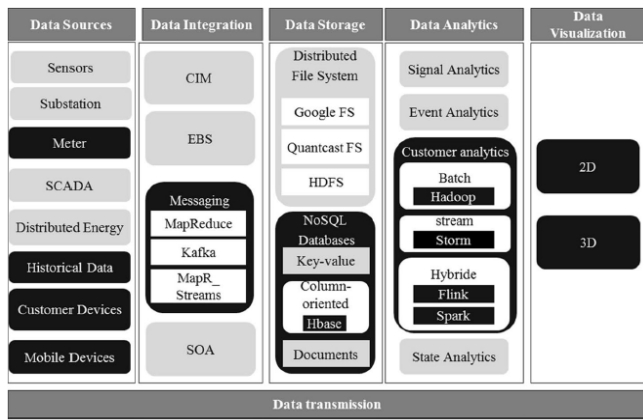 Data Sources
Sensors
Substation
Meter
SCADA
Distributed Energy
Historical Data
Customer Devices
Mobile Devices
Data Integration
CIM
EBS
Messaging
MapReduce
Kafka
MapR_
Streams
SOA
Data Storage
Distributed
File System
Google FS
Quantcast FS
HDFS
NoSQL
Databases
Key-value
Column-
oriented
Hbase
Documents
Data Analytics
Signal Analytics
Event Analytics
Customer analytics
Batch
Hadoop
stream
Storm
Hybride
Flink
Spark
State Analytics
Data
Visualization
2D
3D
Data transmission